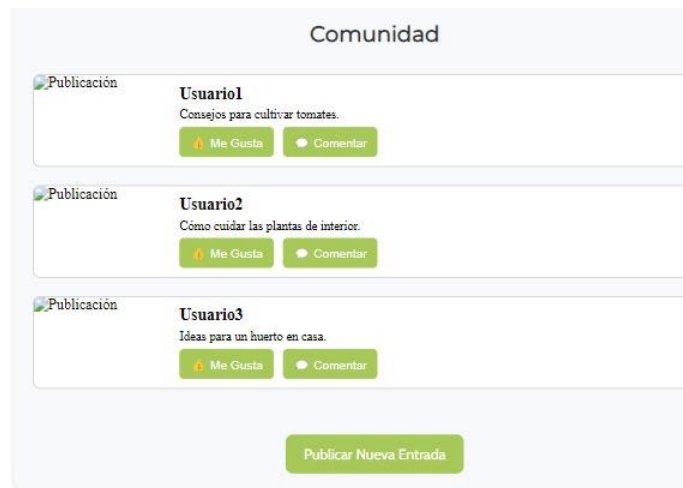 Comunidad
Publicación
Usuario1
Consejos para cultivar tomates.
👍 Me Gusta 💬 Comentar
Publicación
Usuario2
Cómo cuidar las plantas de interior.
👍 Me Gusta 💬 Comentar
Publicación
Usuario3
Ideas para un huerto en casa.
👍 Me Gusta 💬 Comentar
Publicar Nueva Entrada